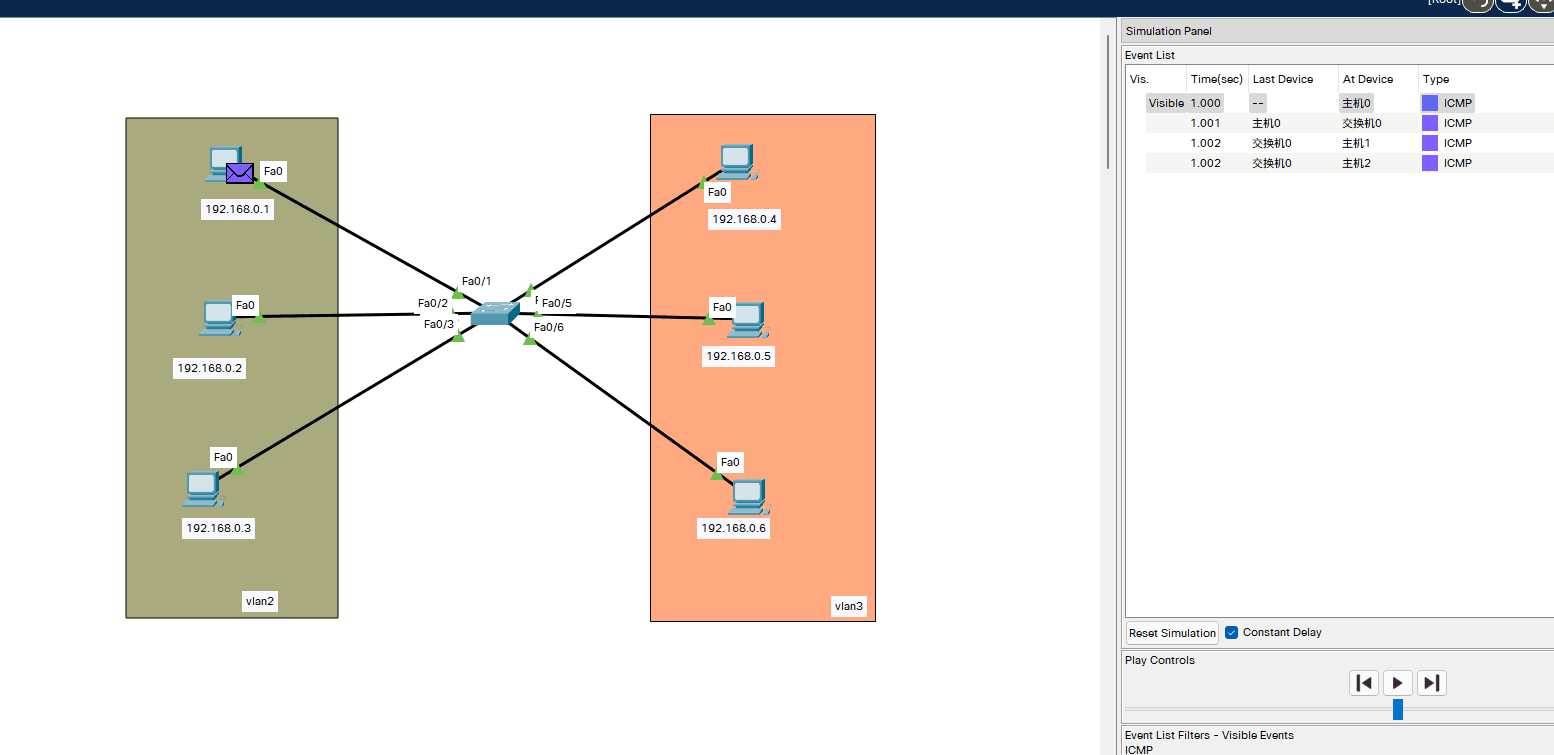 Simulation Panel
Event List
Vis. Time(sec) Last Device At Device Type
Visible 1.000 -- 主机0 ICMP
1.001 主机0 交换机0 ICMP
1.002 交换机0 主机1 ICMP
1.002 交换机0 主机2 ICMP
Fa0
192.168.0.1
Fa0
192.168.0.2
Fa0
192.168.0.3
vlan2
Fa0/1
Fa0/2
Fa0/3
Fa0/5
Fa0/6
Fa0
192.168.0.4
Fa0
192.168.0.5
Fa0
192.168.0.6
vlan3
Reset Simulation Constant Delay
Play Controls
Event List Filters - Visible Events
ICMP